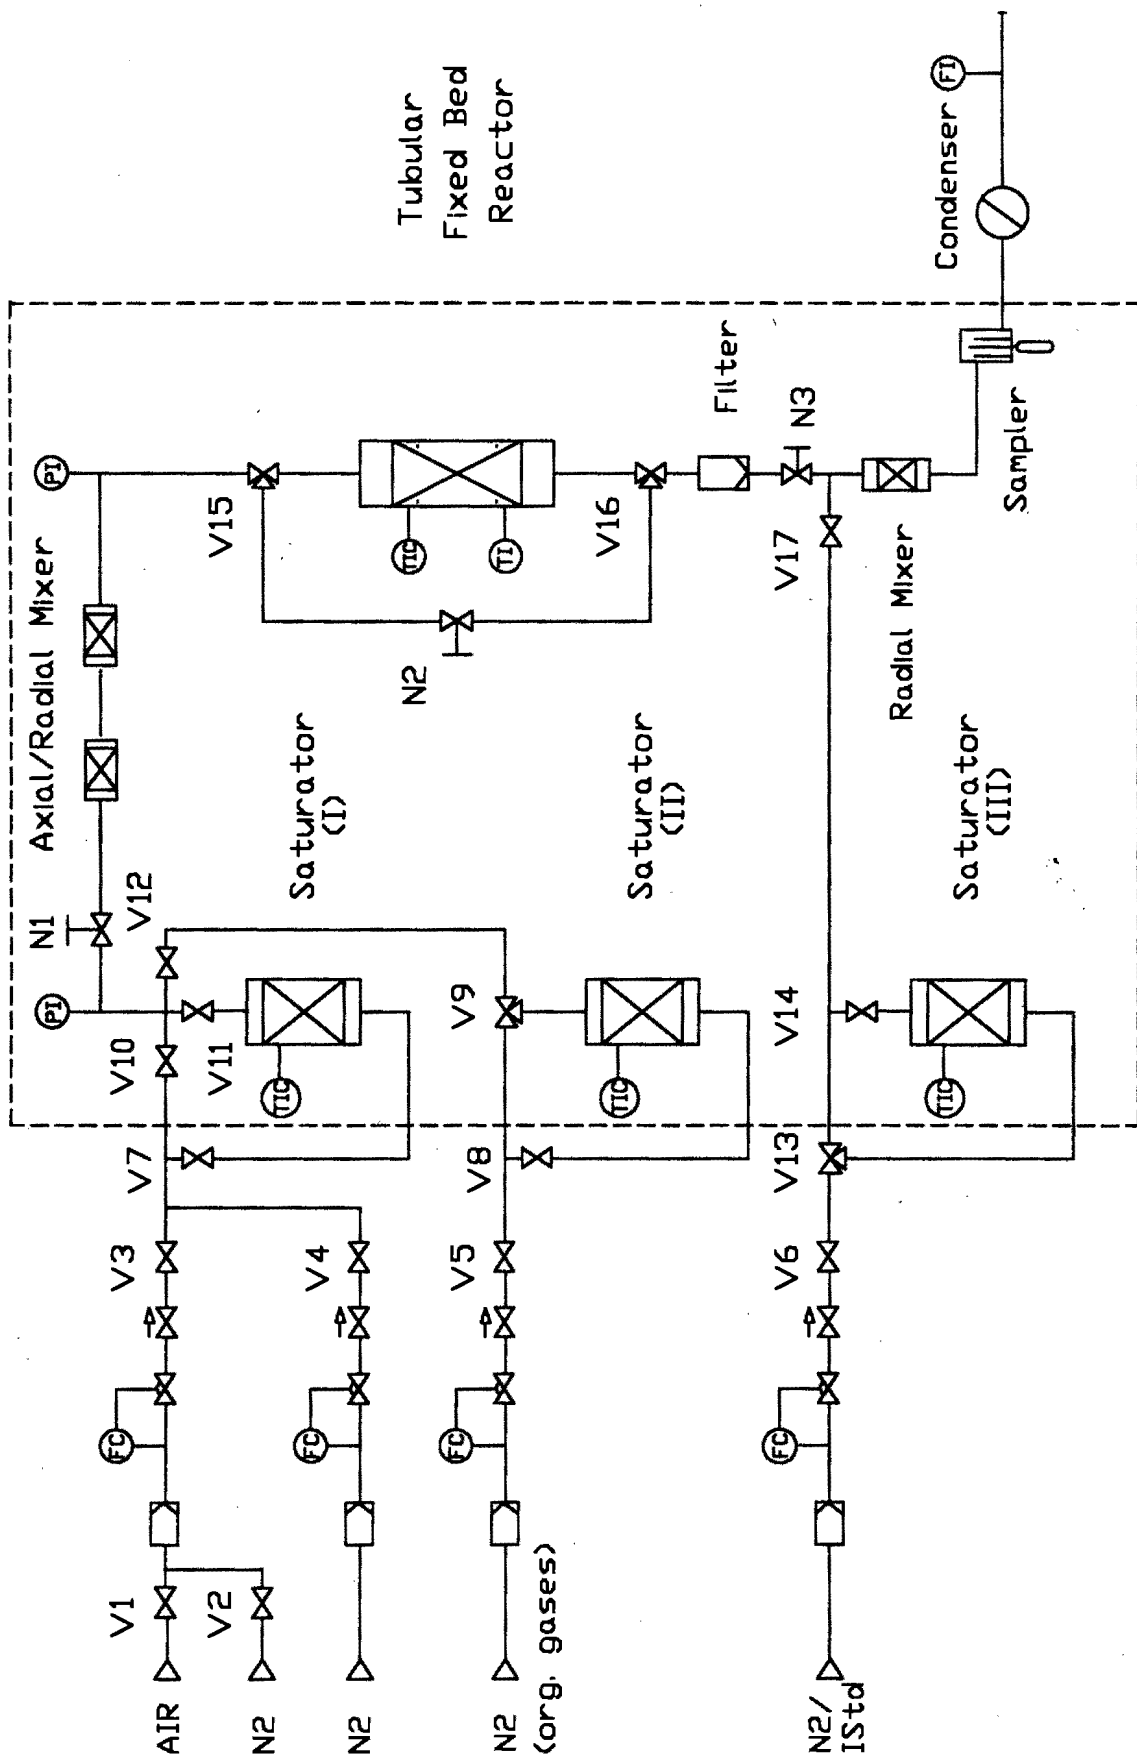 AIR
N2
N2
N2
(org. gases)
N2/
IStd
V1
V2
FC
FC
FC
FC
V3
V4
V5
V6
V7
V8
V13
V10
V11
V9
V14
TIC
TIC
TIC
PI
N1
V12
Saturator
(I)
Saturator
(II)
Saturator
(III)
Axial/Radial Mixer
N2
PI
V15
TIC
TI
V16
V17
N3
Filter
Radial Mixer
Sampler
Tubular
Fixed Bed
Reactor
Condenser
FI